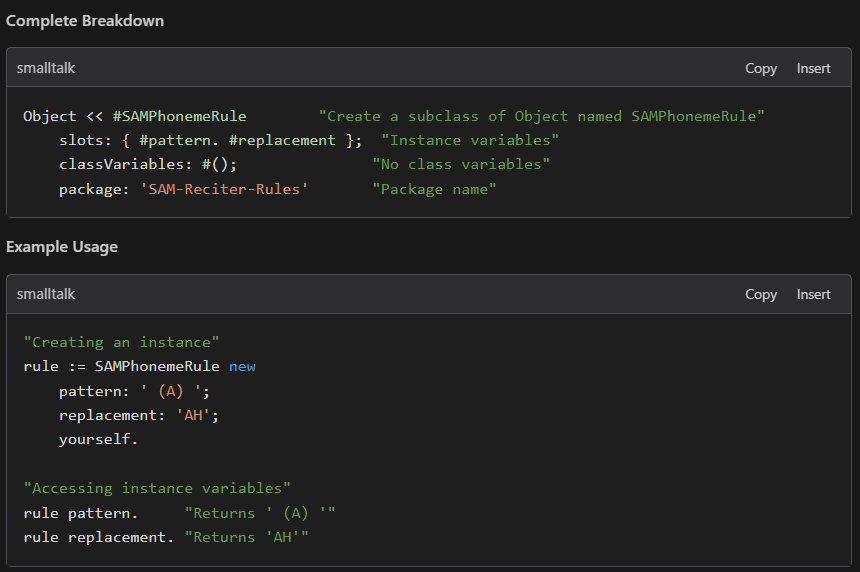 Complete Breakdown
smalltalk
Copy Insert
Object << #SAMPhonemeRule "Create a subclass of Object named SAMPhonemeRule"
slots: { #pattern. #replacement }; "Instance variables"
classVariables: #(); "No class variables"
package: 'SAM-Reciter-Rules' "Package name"
Example Usage
smalltalk
Copy Insert
"Creating an instance"
rule := SAMPhonemeRule new
pattern: ' (A) ';
replacement: 'AH';
yourself.
"Accessing instance variables"
rule pattern. "Returns ' (A) '"
rule replacement. "Returns 'AH'"